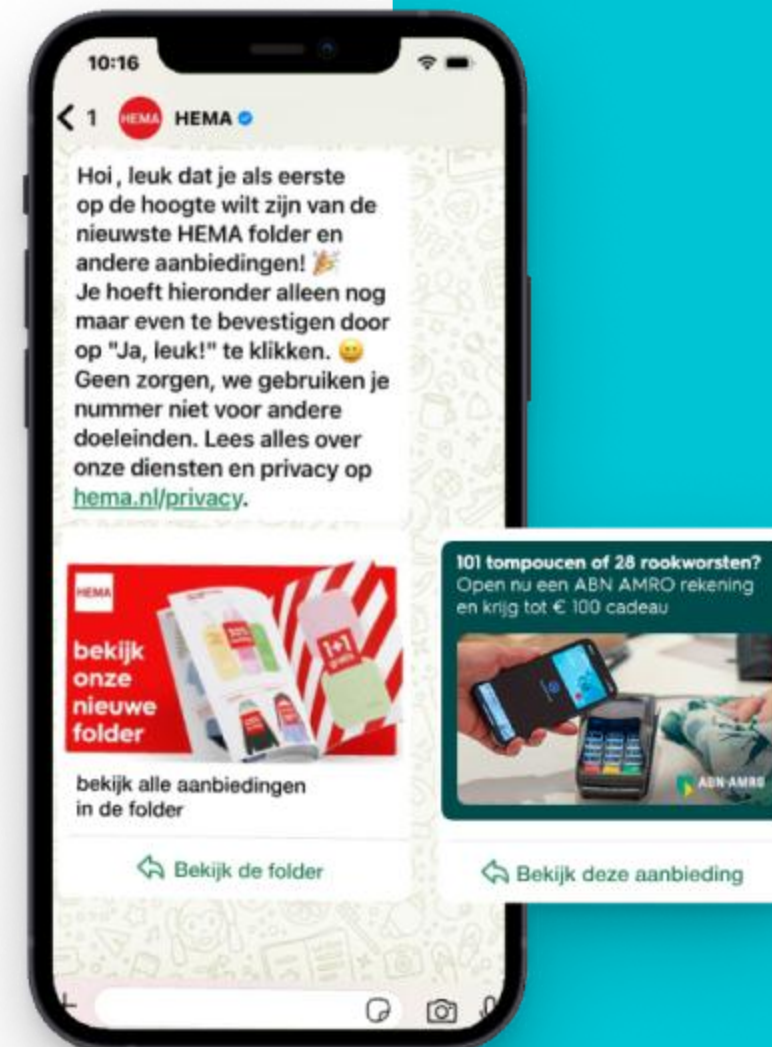 10:16
1 HEMA HEMA
Hoi , leuk dat je als eerste
op de hoogte wilt zijn van de
nieuwste HEMA folder en
andere aanbiedingen! 🎉
Je hoeft hieronder alleen nog
maar even te bevestigen door
op "Ja, leuk!" te klikken. 😀
Geen zorgen, we gebruiken je
nummer niet voor andere
doeleinden. Lees alles over
onze diensten en privacy op
hema.nl/privacy.
HEMA
bekijk
onze
nieuwe
folder
1+1
gratis
bekijk alle aanbiedingen
in de folder
Bekijk de folder
101 tompoucen of 28 rookworsten?
Open nu een ABN AMRO rekening
en krijg tot € 100 cadeau
ABN·AMRO
Bekijk deze aanbieding